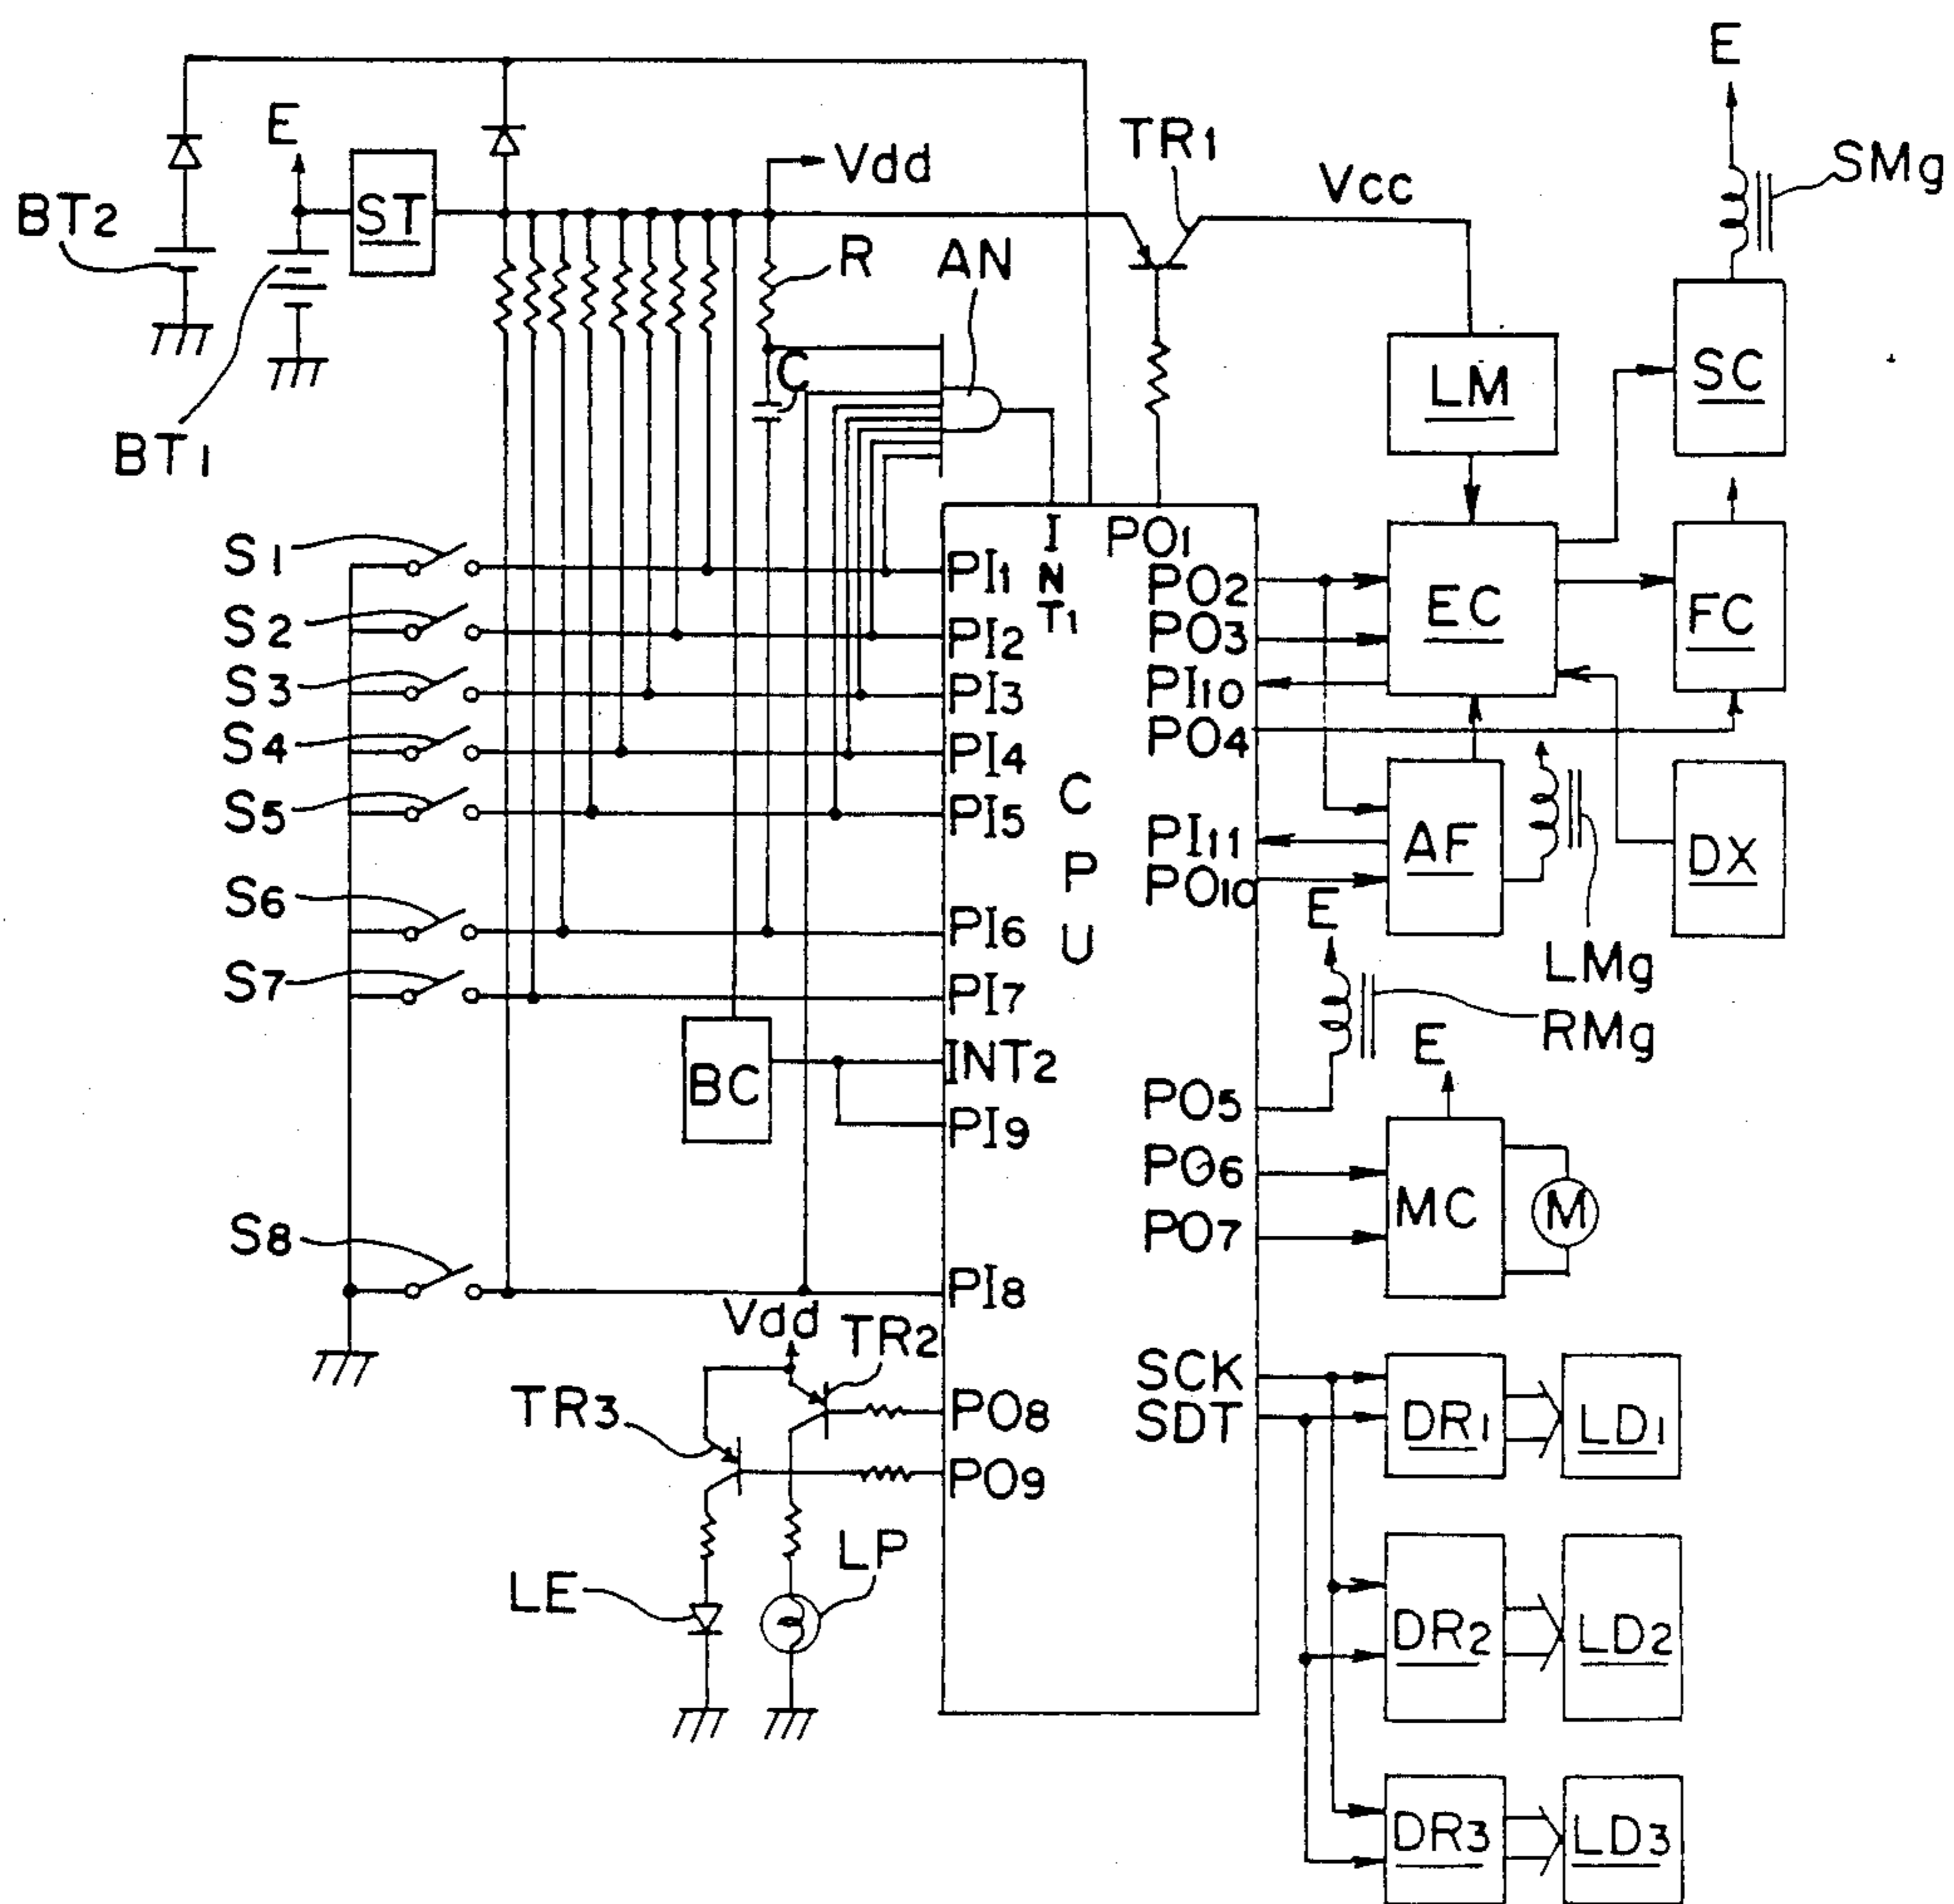 E
E
TR1
Vdd
Vcc
SMg
BT2
ST
R
AN
C
LM
SC
BT1
S1
PI1
I
N
T1
PO1
PO2
EC
FC
S2
PI2
PO3
S3
PI3
PI10
S4
PI4
PO4
S5
PI5
C
P
U
PI11
AF
DX
PO10
S6
PI6
E
LMg
S7
PI7
RMg
E
BC
INT2
PI9
PO5
PO6
MC
M
PO7
S8
PI8
Vdd
TR2
SCK
DR1
LD1
TR3
PO8
SDT
PO9
LP
LE
DR2
LD2
DR3
LD3